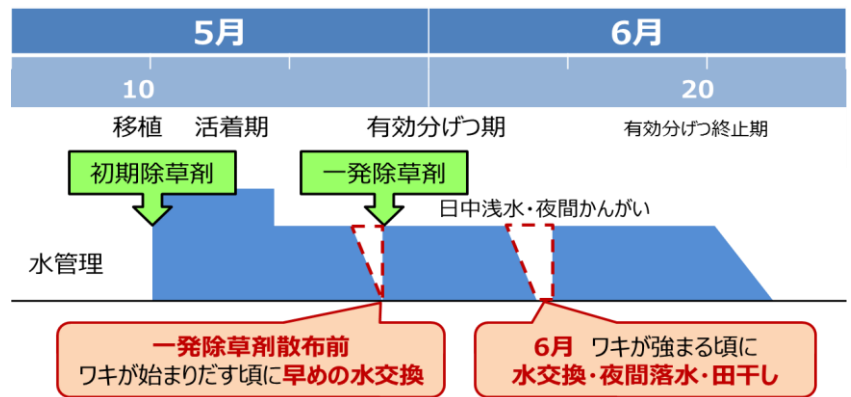 5月 6月
10 20
移植 活着期 有効分げつ期 有効分げつ終止期
初期除草剤 一発除草剤
日中浅水・夜間かんがい
水管理
一発除草剤散布前
ワキが始まりだす頃に早めの水交換
6月 ワキが強まる頃に
水交換・夜間落水・田干し